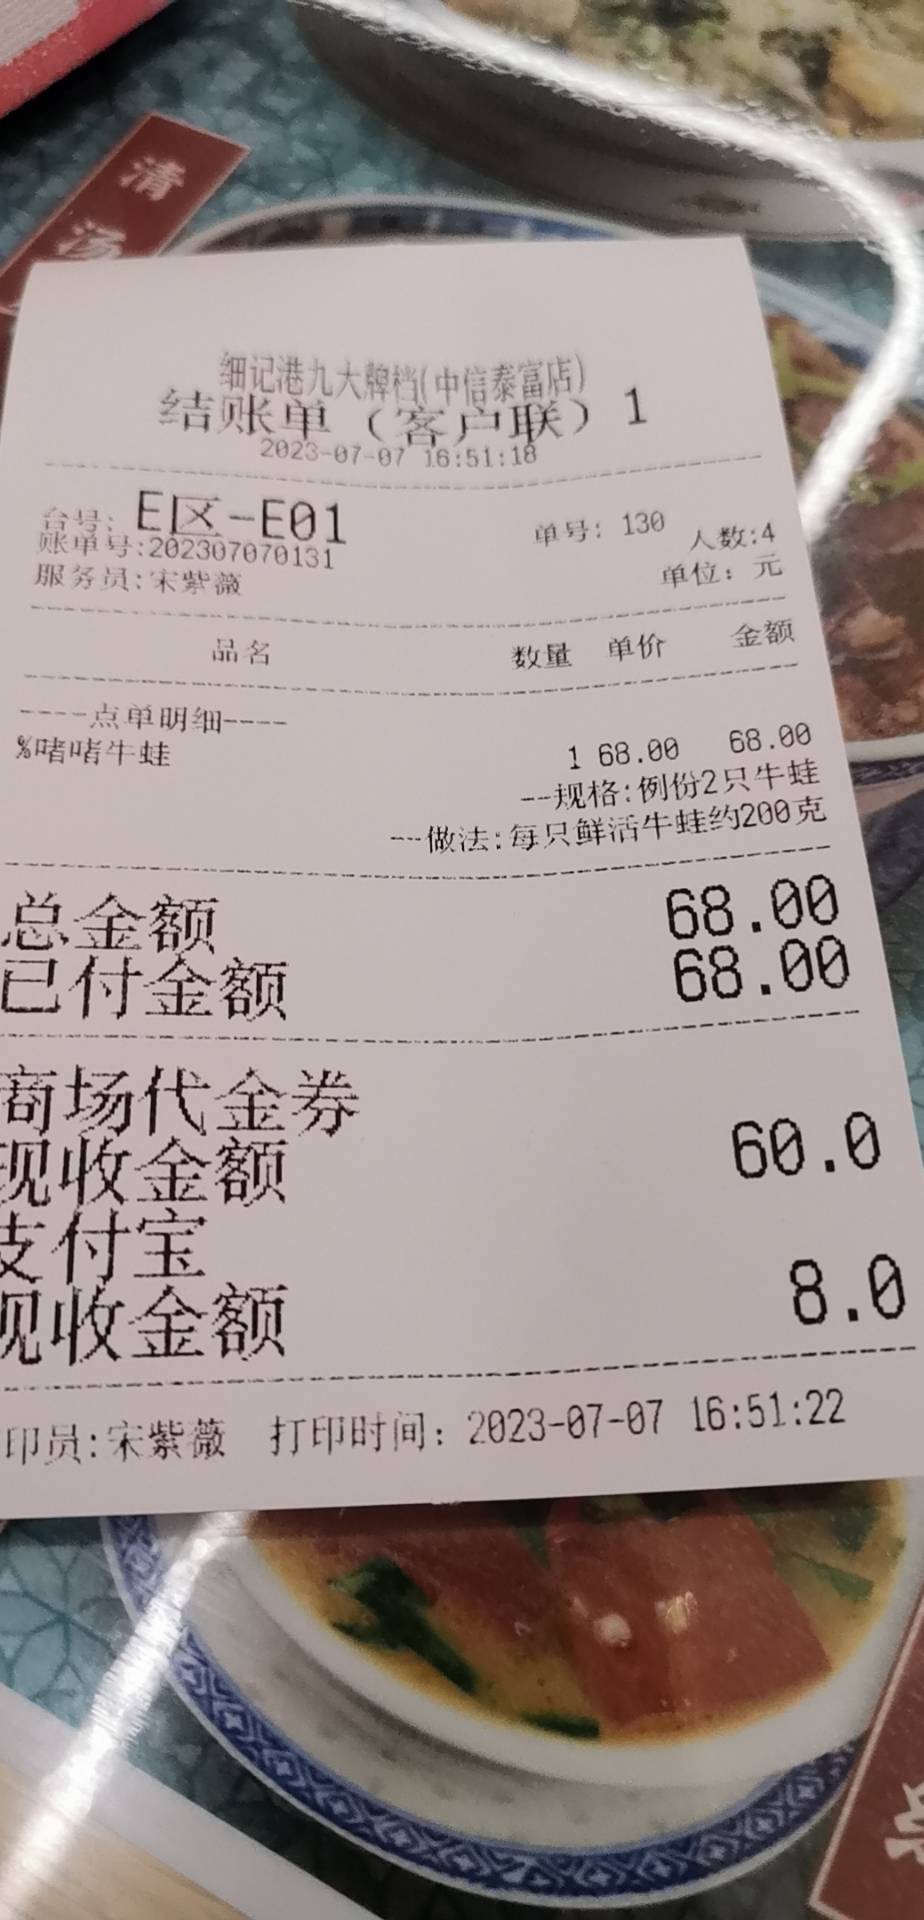 清汤
细记港九大牌档(中信泰富店)
结账单（客户联）1
2023-07-07 16:51:18
台号: E区-E01 单号: 130 人数:4
账单号:202307070131
服务员:宋紫薇 单位: 元
品名 数量 单价 金额
----点单明细----
%啫啫牛蛙 1 68.00 68.00
--规格:例份2只牛蛙
--做法:每只鲜活牛蛙约200克
总金额 68.00
已付金额 68.00
商场代金券
现收金额 60.0
支付宝
现收金额 8.0
印员:宋紫薇 打印时间: 2023-07-07 16:51:22